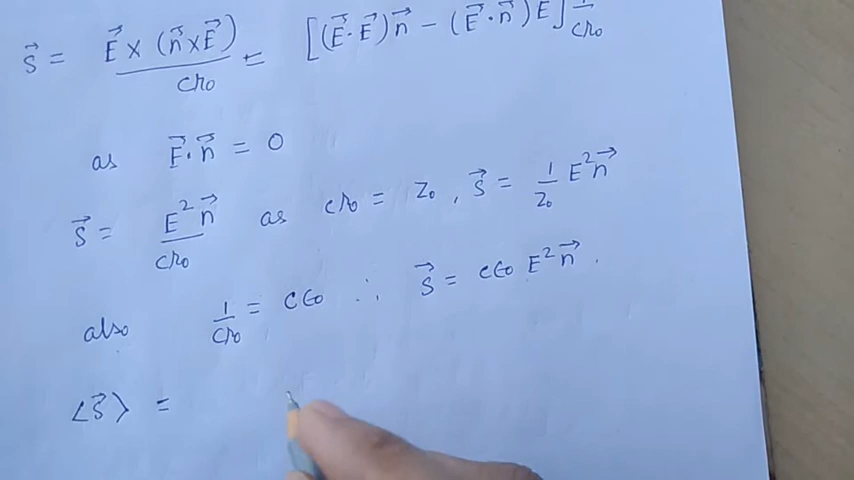 S⃗ = E⃗ × (n⃗ × E⃗) / cμ₀ = [(E⃗·E⃗)n⃗ − (E⃗·n⃗)E] 1/cμ₀
as E⃗·n⃗ = 0
S⃗ = E²n⃗ / cμ₀ as cμ₀ = Z₀, S⃗ = 1/Z₀ E²n⃗
also 1/cμ₀ = cϵ₀ ∴ S⃗ = cϵ₀ E²n⃗.
⟨S⃗⟩ =